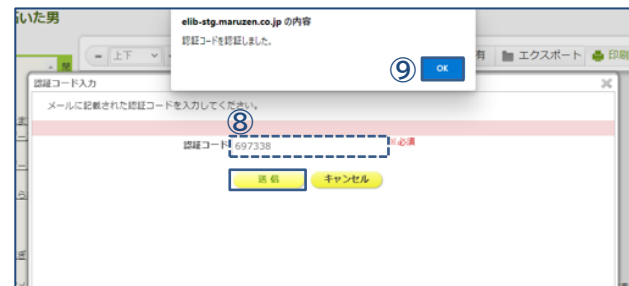 いた男
elib-stg.maruzen.co.jp の内容
認証コードを認証しました。
⑨ OK
- 上下
有 エクスポート 印刷
認証コード入力
メールに記載された認証コードを入力してください。
⑧
認証コード 697338 ※必須
送信 キャンセル